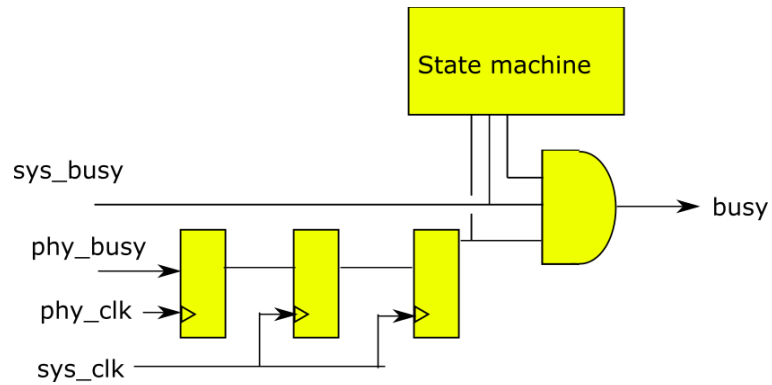 State machine
sys_busy
busy
phy_busy
phy_clk
sys_clk